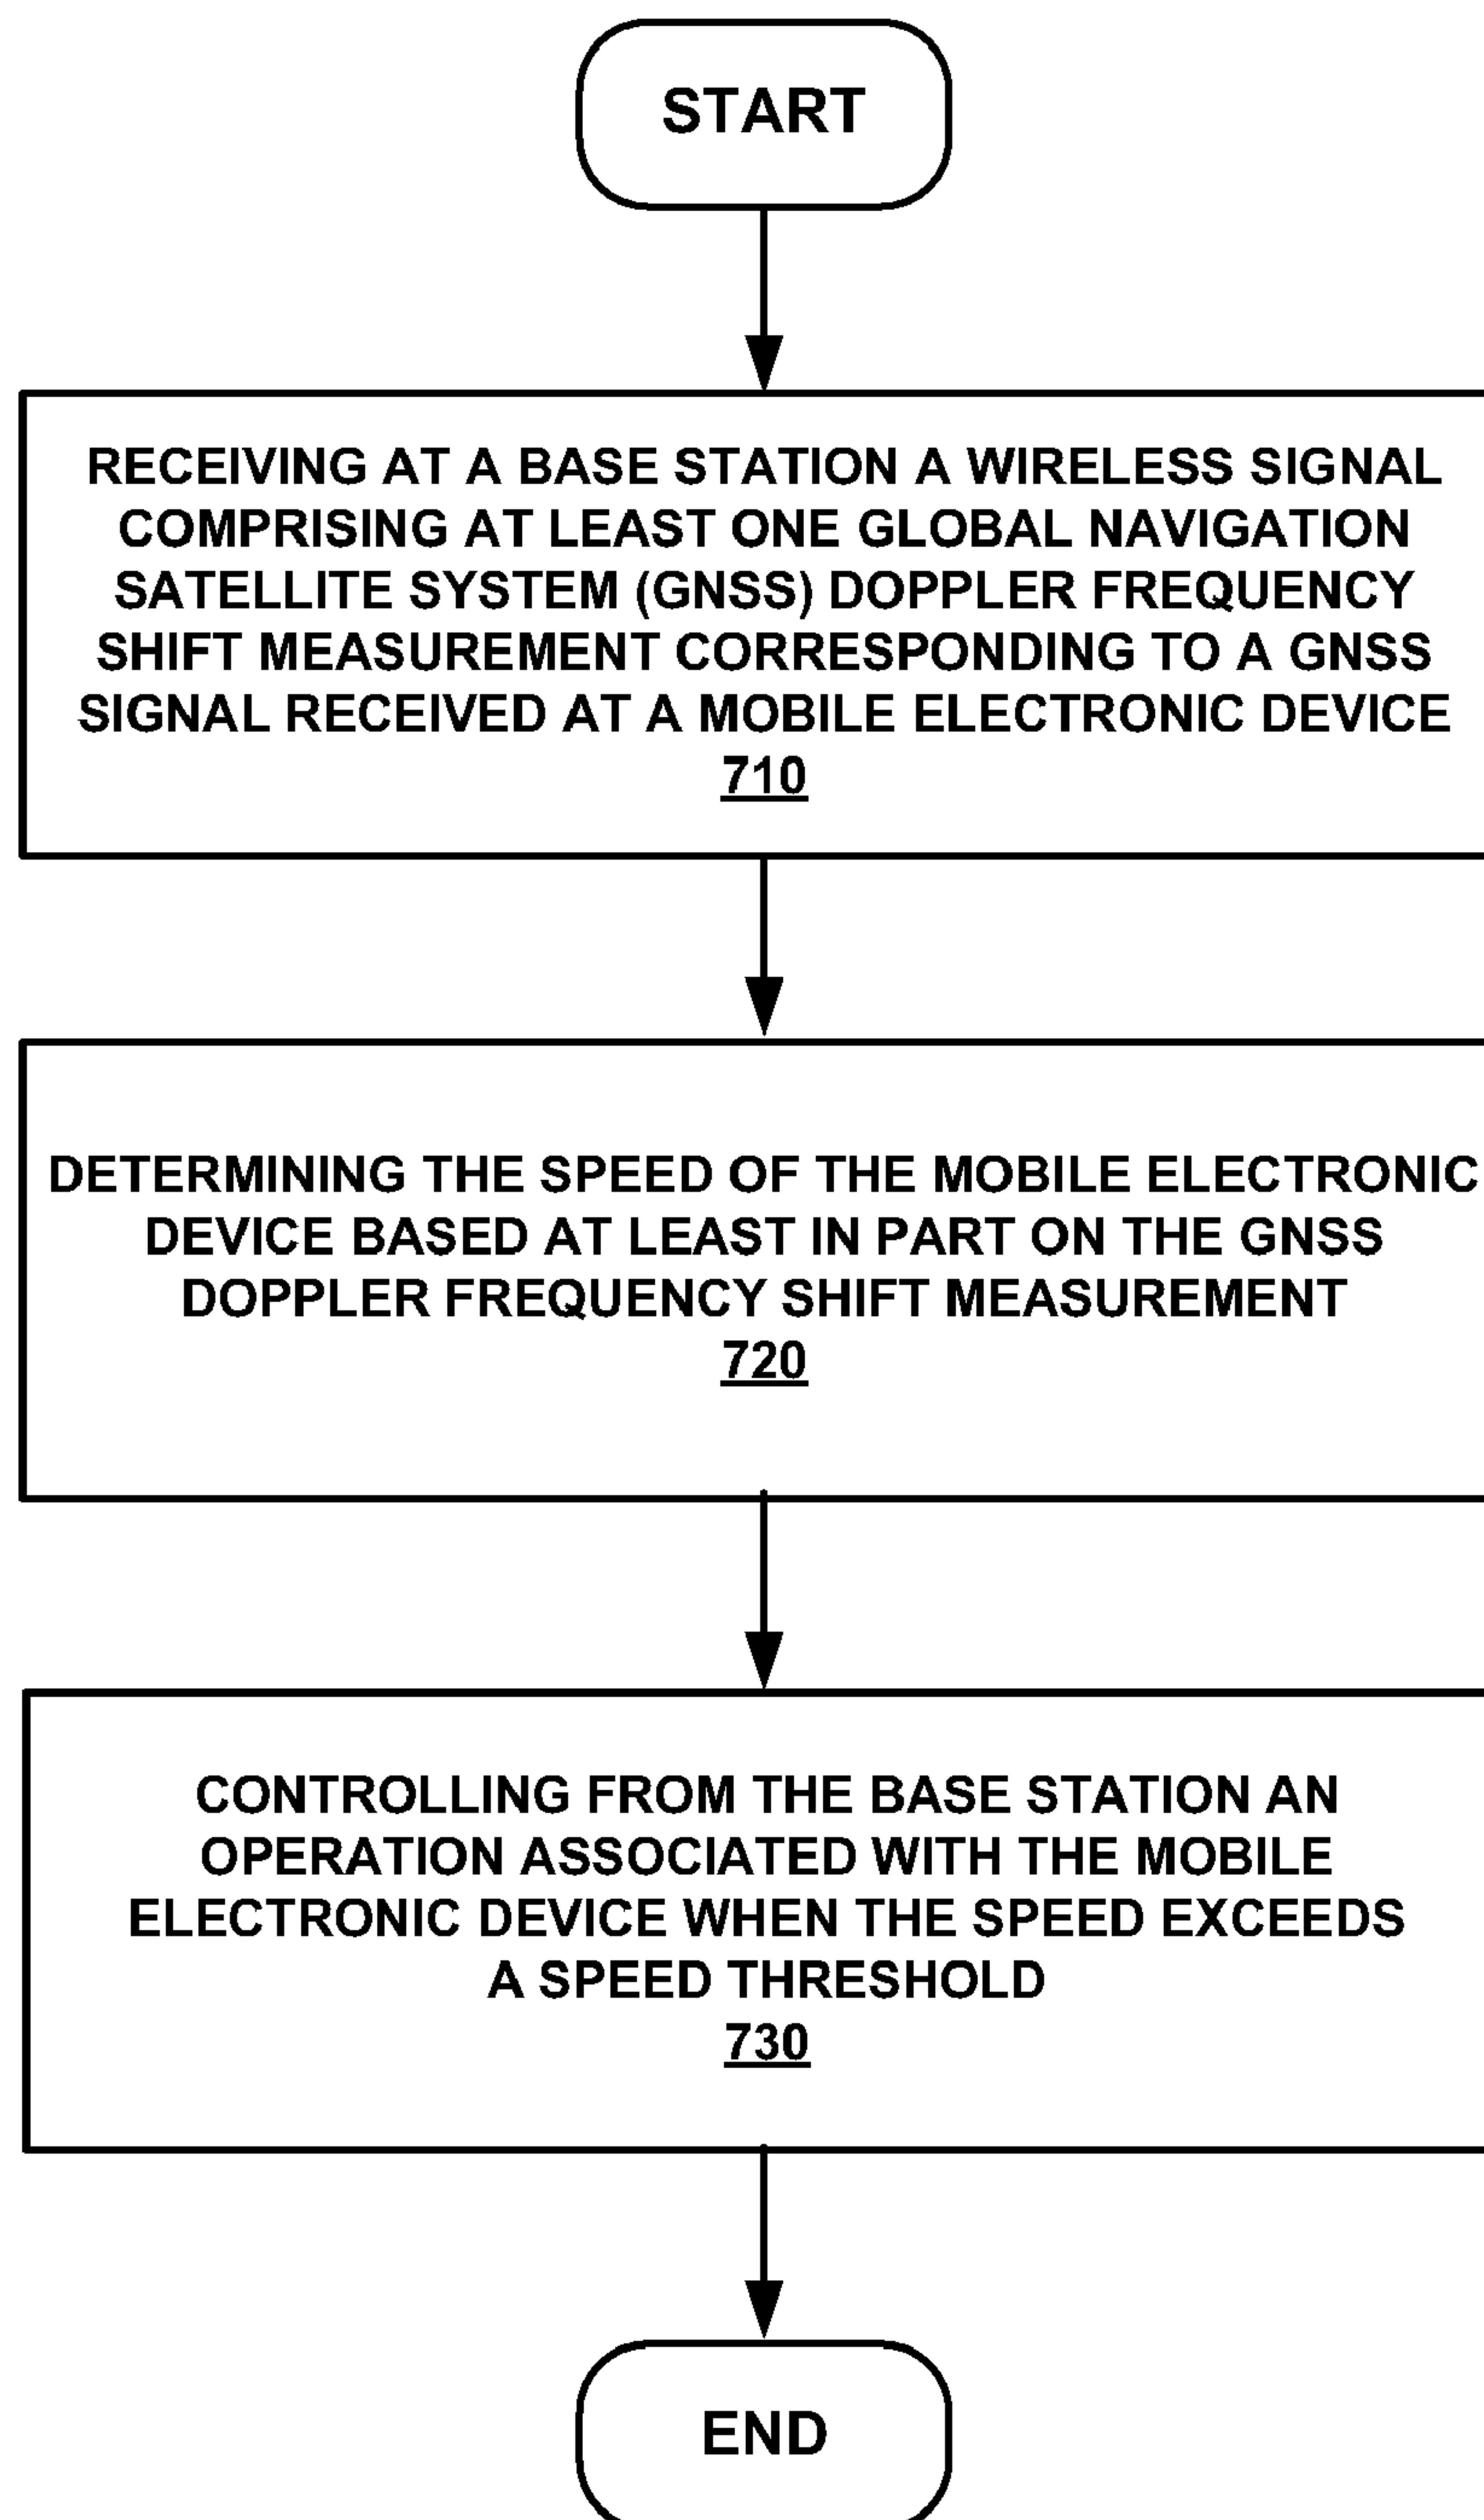 START
RECEIVING AT A BASE STATION A WIRELESS SIGNAL
COMPRISING AT LEAST ONE GLOBAL NAVIGATION
SATELLITE SYSTEM (GNSS) DOPPLER FREQUENCY
SHIFT MEASUREMENT CORRESPONDING TO A GNSS
SIGNAL RECEIVED AT A MOBILE ELECTRONIC DEVICE
710
DETERMINING THE SPEED OF THE MOBILE ELECTRONIC
DEVICE BASED AT LEAST IN PART ON THE GNSS
DOPPLER FREQUENCY SHIFT MEASUREMENT
720
CONTROLLING FROM THE BASE STATION AN
OPERATION ASSOCIATED WITH THE MOBILE
ELECTRONIC DEVICE WHEN THE SPEED EXCEEDS
A SPEED THRESHOLD
730
END